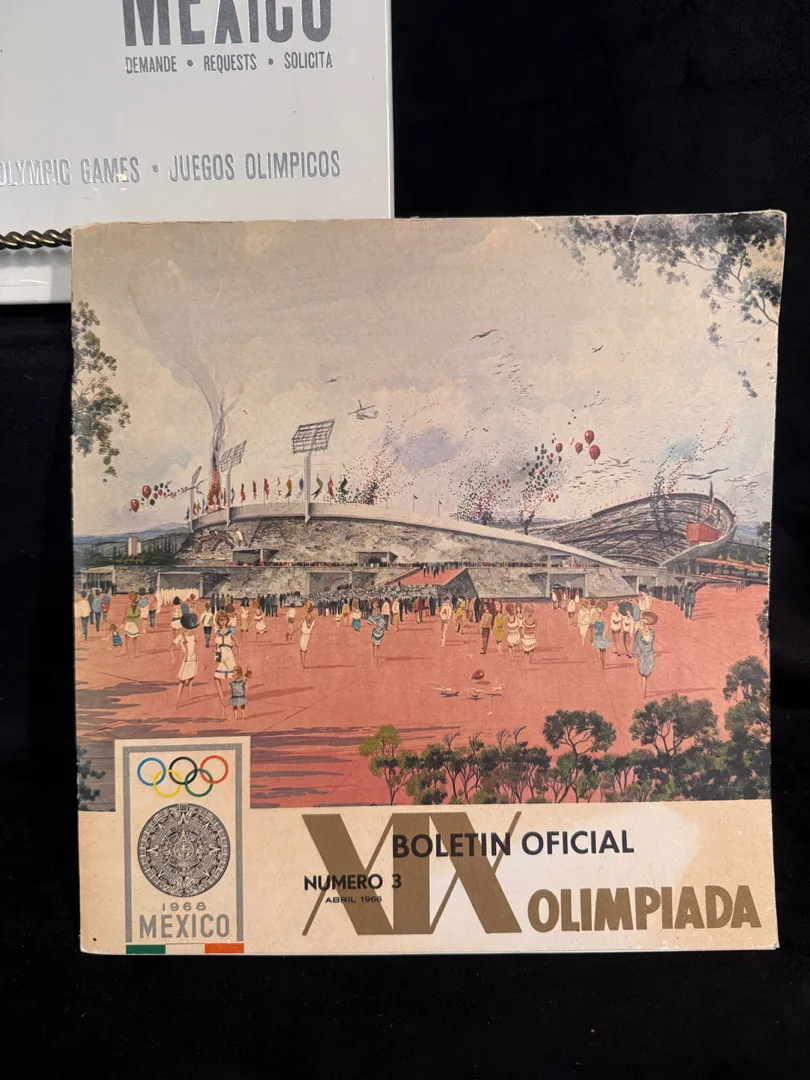 MEXICO
DEMANDE • REQUESTS • SOLICITA
OLYMPIC GAMES • JUEGOS OLIMPICOS
BOLETIN OFICIAL
NUMERO 3
ABRIL 1966
XIX OLIMPIADA
1968
MEXICO